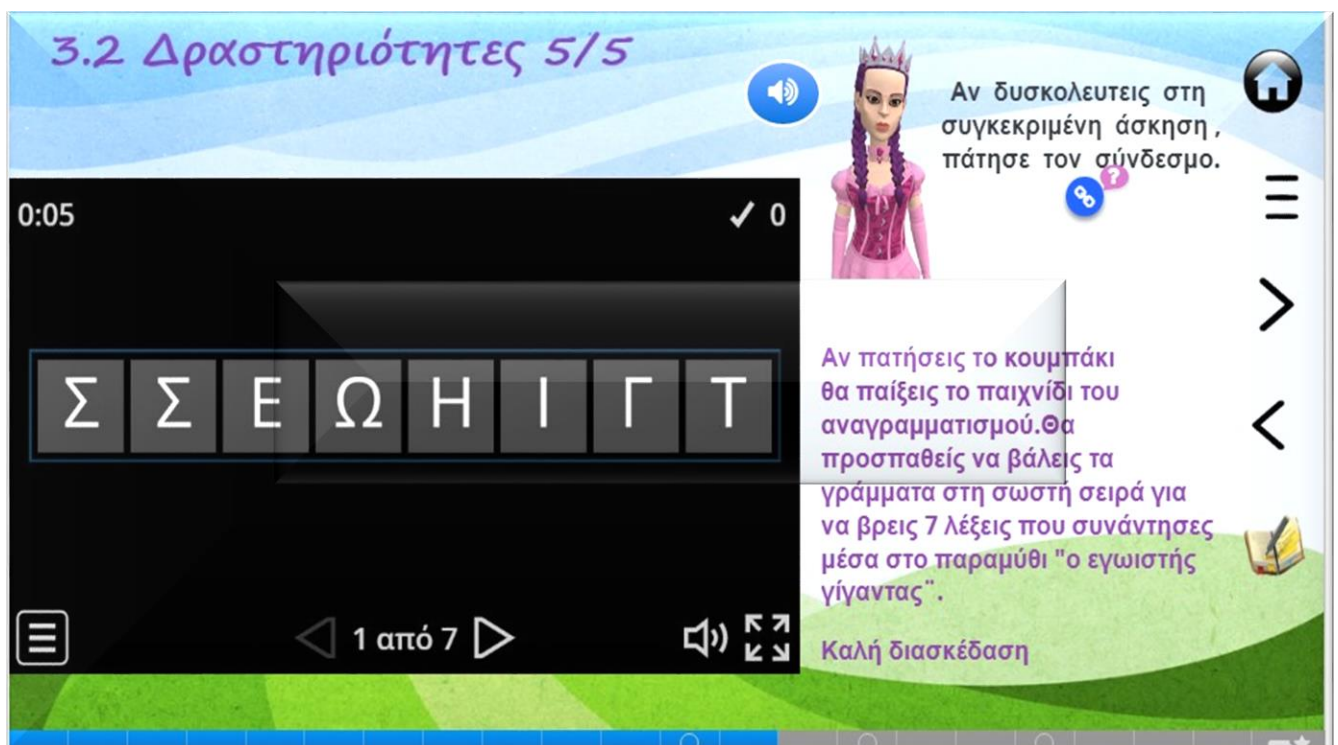 3.2 Δραστηριότητες 5/5
Αν δυσκολευτεις στη
συγκεκριμένη άσκηση ,
πάτησε τον σύνδεσμο.
?
0:05
✓ 0
Σ Σ Ε Ω Η Ι Γ Τ
Αν πατήσεις το κουμπάκι
θα παίξεις το παιχνίδι του
αναγραμματισμού.Θα
προσπαθείς να βάλεις τα
γράμματα στη σωστή σειρά για
να βρεις 7 λέξεις που συνάντησες
μέσα στο παραμύθι "ο εγωιστής
γίγαντας¨.
Καλή διασκέδαση
1 από 7